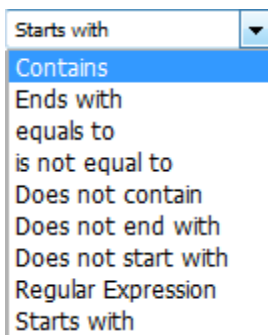 Starts with
Contains
Ends with
equals to
is not equal to
Does not contain
Does not end with
Does not start with
Regular Expression
Starts with